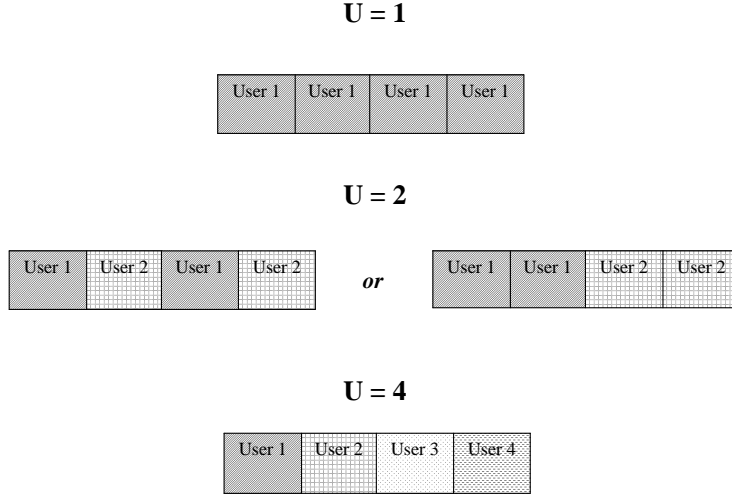 U = 1
User 1 User 1 User 1 User 1
U = 2
User 1 User 2 User 1 User 2 or User 1 User 1 User 2 User 2
U = 4
User 1 User 2 User 3 User 4